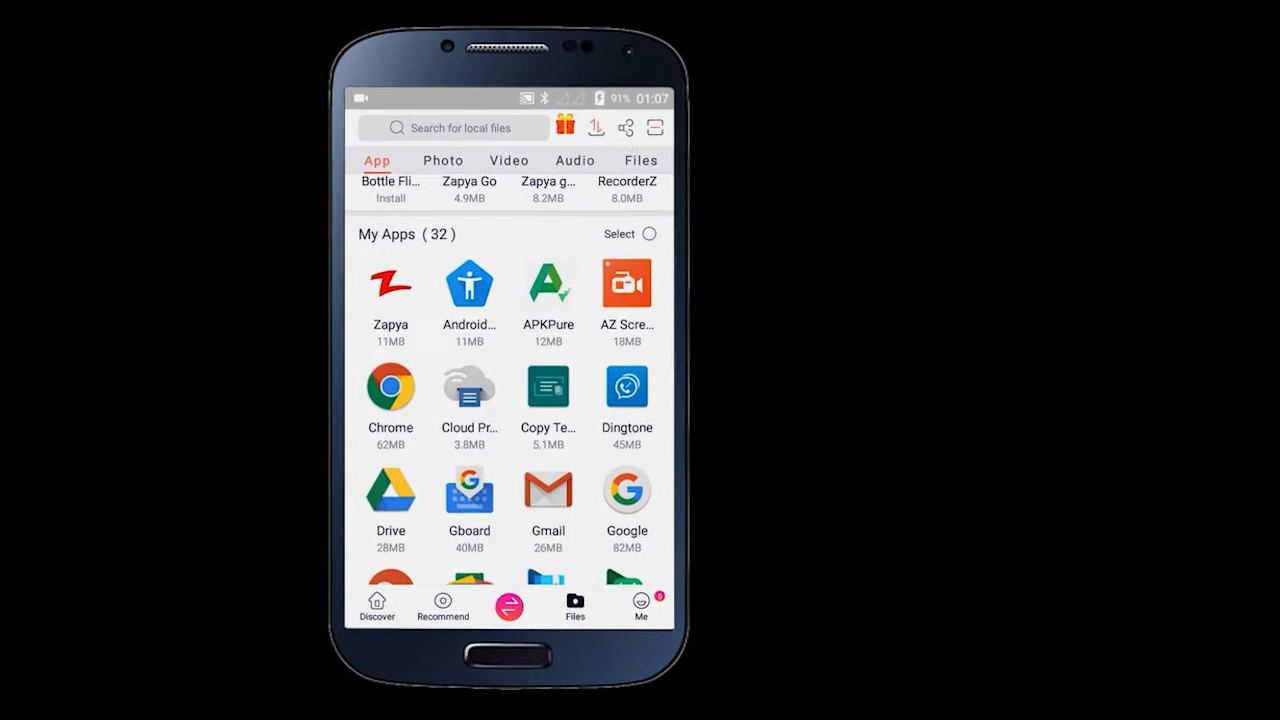 91% 01:07
Search for local files
App Photo Video Audio Files
Bottle Fli... Zapya Go Zapya g... RecorderZ
Install 4.9MB 8.2MB 8.0MB
My Apps ( 32 ) Select
Zapya Android... APKPure AZ Scre...
11MB 11MB 12MB 18MB
Chrome Cloud Pr... Copy Te... Dingtone
62MB 3.8MB 5.1MB 45MB
Drive Gboard Gmail Google
28MB 40MB 26MB 82MB
Discover Recommend Files Me